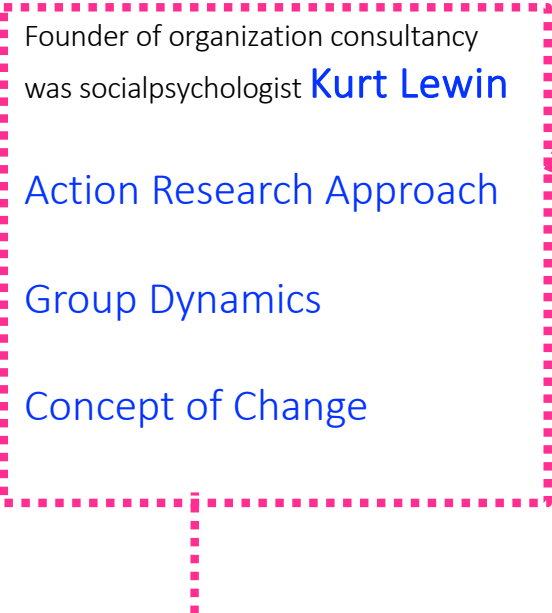 Founder of organization consultancy
was socialpsychologist Kurt Lewin
Action Research Approach
Group Dynamics
Concept of Change